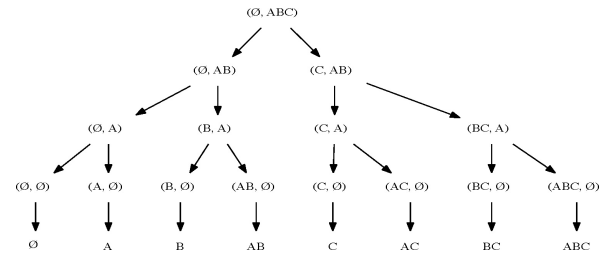 (Ø, ABC)
(Ø, AB) (C, AB)
(Ø, A) (B, A) (C, A) (BC, A)
(Ø, Ø) (A, Ø) (B, Ø) (AB, Ø) (C, Ø) (AC, Ø) (BC, Ø) (ABC, Ø)
Ø A B AB C AC BC ABC